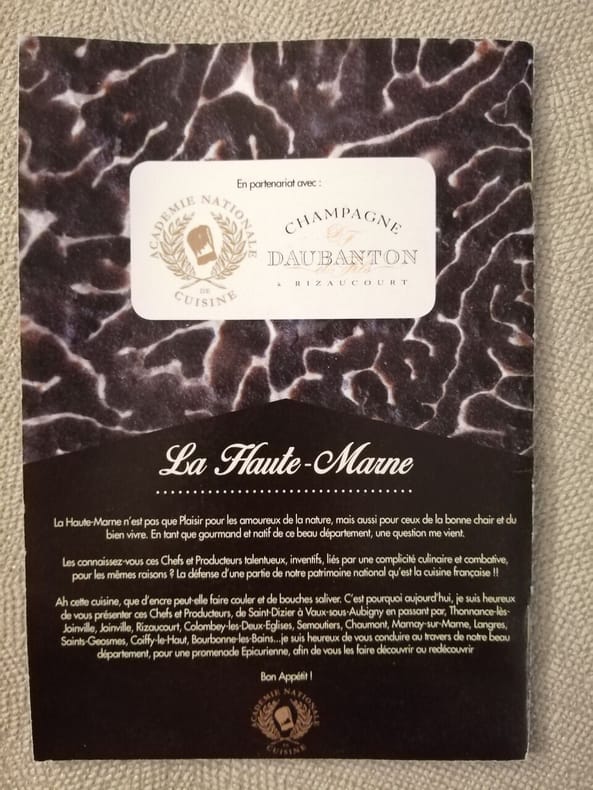 En partenariat avec :
ACADEMIE NATIONALE
DE
CUISINE
CHAMPAGNE
DAUBANTON
et Fils
à RIZAUCOURT
La Haute-Marne
La Haute-Marne n'est pas que Plaisir pour les amoureux de la nature, mais aussi pour ceux de la bonne chair et du
bien vivre. En tant que gourmand et natif de ce beau département, une question me vient.
Les connaissez-vous ces Chefs et Producteurs talentueux, inventifs, liés par une complicité culinaire et combative,
pour les mêmes raisons ? La défense d'une partie de notre patrimoine national qu'est la cuisine française !!
Ah cette cuisine, que d'encre peut-elle faire couler et de bouches saliver. C'est pourquoi aujourd'hui, je suis heureux
de vous présenter ces Chefs et Producteurs, de Saint-Dizier à Vaux-sous-Aubigny en passant par, Thonnance-lès-
Joinville, Joinville, Rizaucourt, Colombey-les-Deux-Eglises, Semoutiers, Chaumont, Marnay-sur-Marne, Langres,
Saints-Geosmes, Coiffy-le-Haut, Bourbonne-les-Bains...je suis heureux de vous conduire au travers de notre beau
département, pour une promenade Epicurienne, afin de vous les faire découvrir ou redécouvrir
Bon Appétit !
ACADEMIE NATIONALE
DE
CUISINE